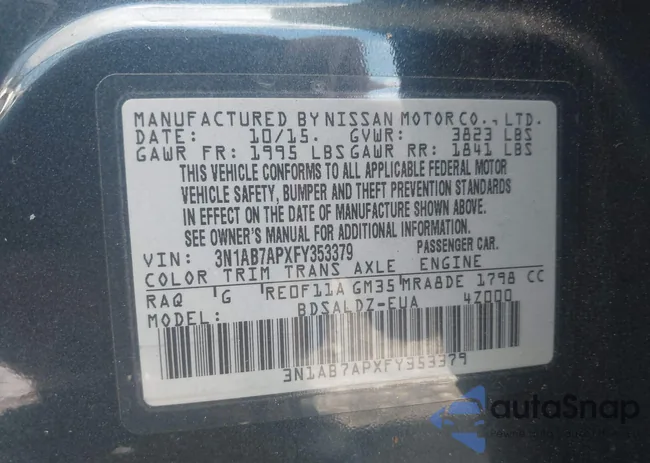 MANUFACTURED BY NISSAN MOTOR CO., LTD.
DATE: 10/15. GVWR: 3823 LBS
GAWR FR: 1995 LBS GAWR RR: 1841 LBS
THIS VEHICLE CONFORMS TO ALL APPLICABLE FEDERAL MOTOR
VEHICLE SAFETY, BUMPER AND THEFT PREVENTION STANDARDS
IN EFFECT ON THE DATE OF MANUFACTURE SHOWN ABOVE.
SEE OWNER'S MANUAL FOR ADDITIONAL INFORMATION.
VIN: 3N1AB7APXFY353379 PASSENGER CAR.
COLOR TRIM TRANS AXLE ENGINE
RAQ G RE0F11A GM35 MRA8DE 1798 CC
MODEL: BDSALDZ-EUA 4Z000
3N1AB7APXFY353379
autoSnap